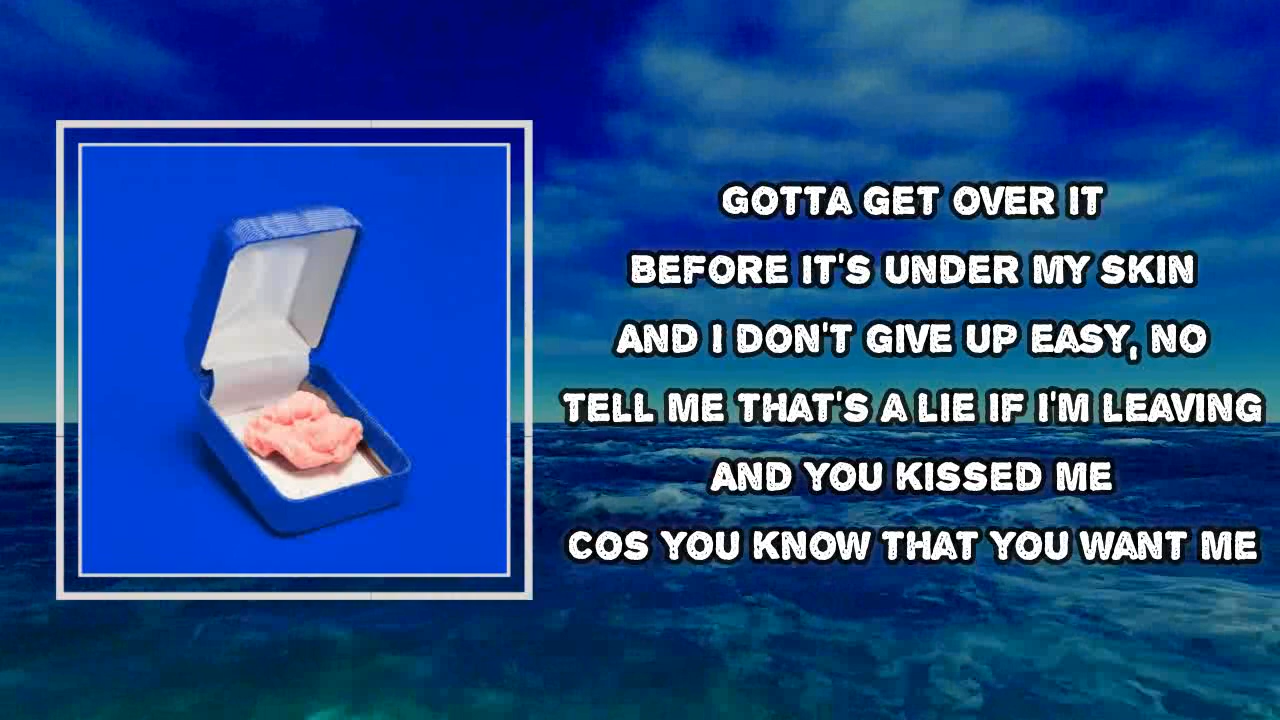 GOTTA GET OVER IT
BEFORE IT'S UNDER MY SKIN
AND I DON'T GIVE UP EASY, NO
TELL ME THAT'S A LIE IF I'M LEAVING
AND YOU KISSED ME
COS YOU KNOW THAT YOU WANT ME